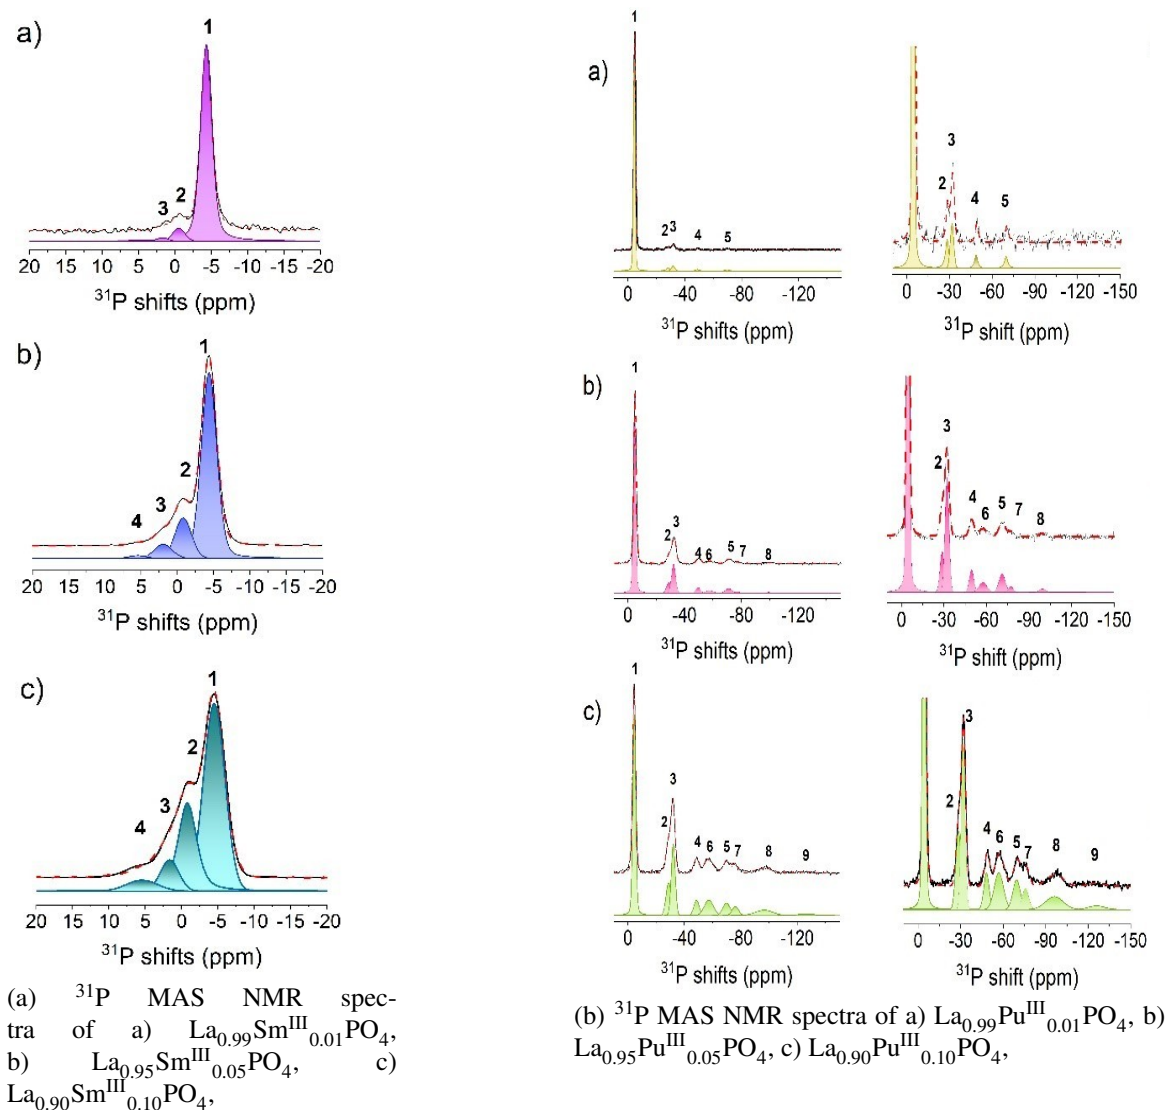 a)
1
3
2
20 15 10 5 0 -5 -10 -15 -20
31P shifts (ppm)
b)
1
2
3
4
20 15 10 5 0 -5 -10 -15 -20
31P shifts (ppm)
c)
1
2
3
4
20 15 10 5 0 -5 -10 -15 -20
31P shifts (ppm)
(a) 31P MAS NMR spec-
tra of a) La0.99SmIII0.01PO4,
b) La0.95SmIII0.05PO4, c)
La0.90SmIII0.10PO4,
1
a)
2 3 4 5
0 -40 -80 -120
31P shifts (ppm)
3
2
4 5
0 -30 -60 -90 -120 -150
31P shift (ppm)
1
b)
3
2 4 6 5 7 8
0 -40 -80 -120
31P shifts (ppm)
3
2
4 6 5 7 8
0 -30 -60 -90 -120 -150
31P shift (ppm)
1
c)
3
2 4 6 5 7 8 9
0 -40 -80 -120
31P shifts (ppm)
3
2
4 6 5 7 8 9
0 -30 -60 -90 -120 -150
31P shift (ppm)
(b) 31P MAS NMR spectra of a) La0.99PuIII0.01PO4, b)
La0.95PuIII0.05PO4, c) La0.90PuIII0.10PO4,